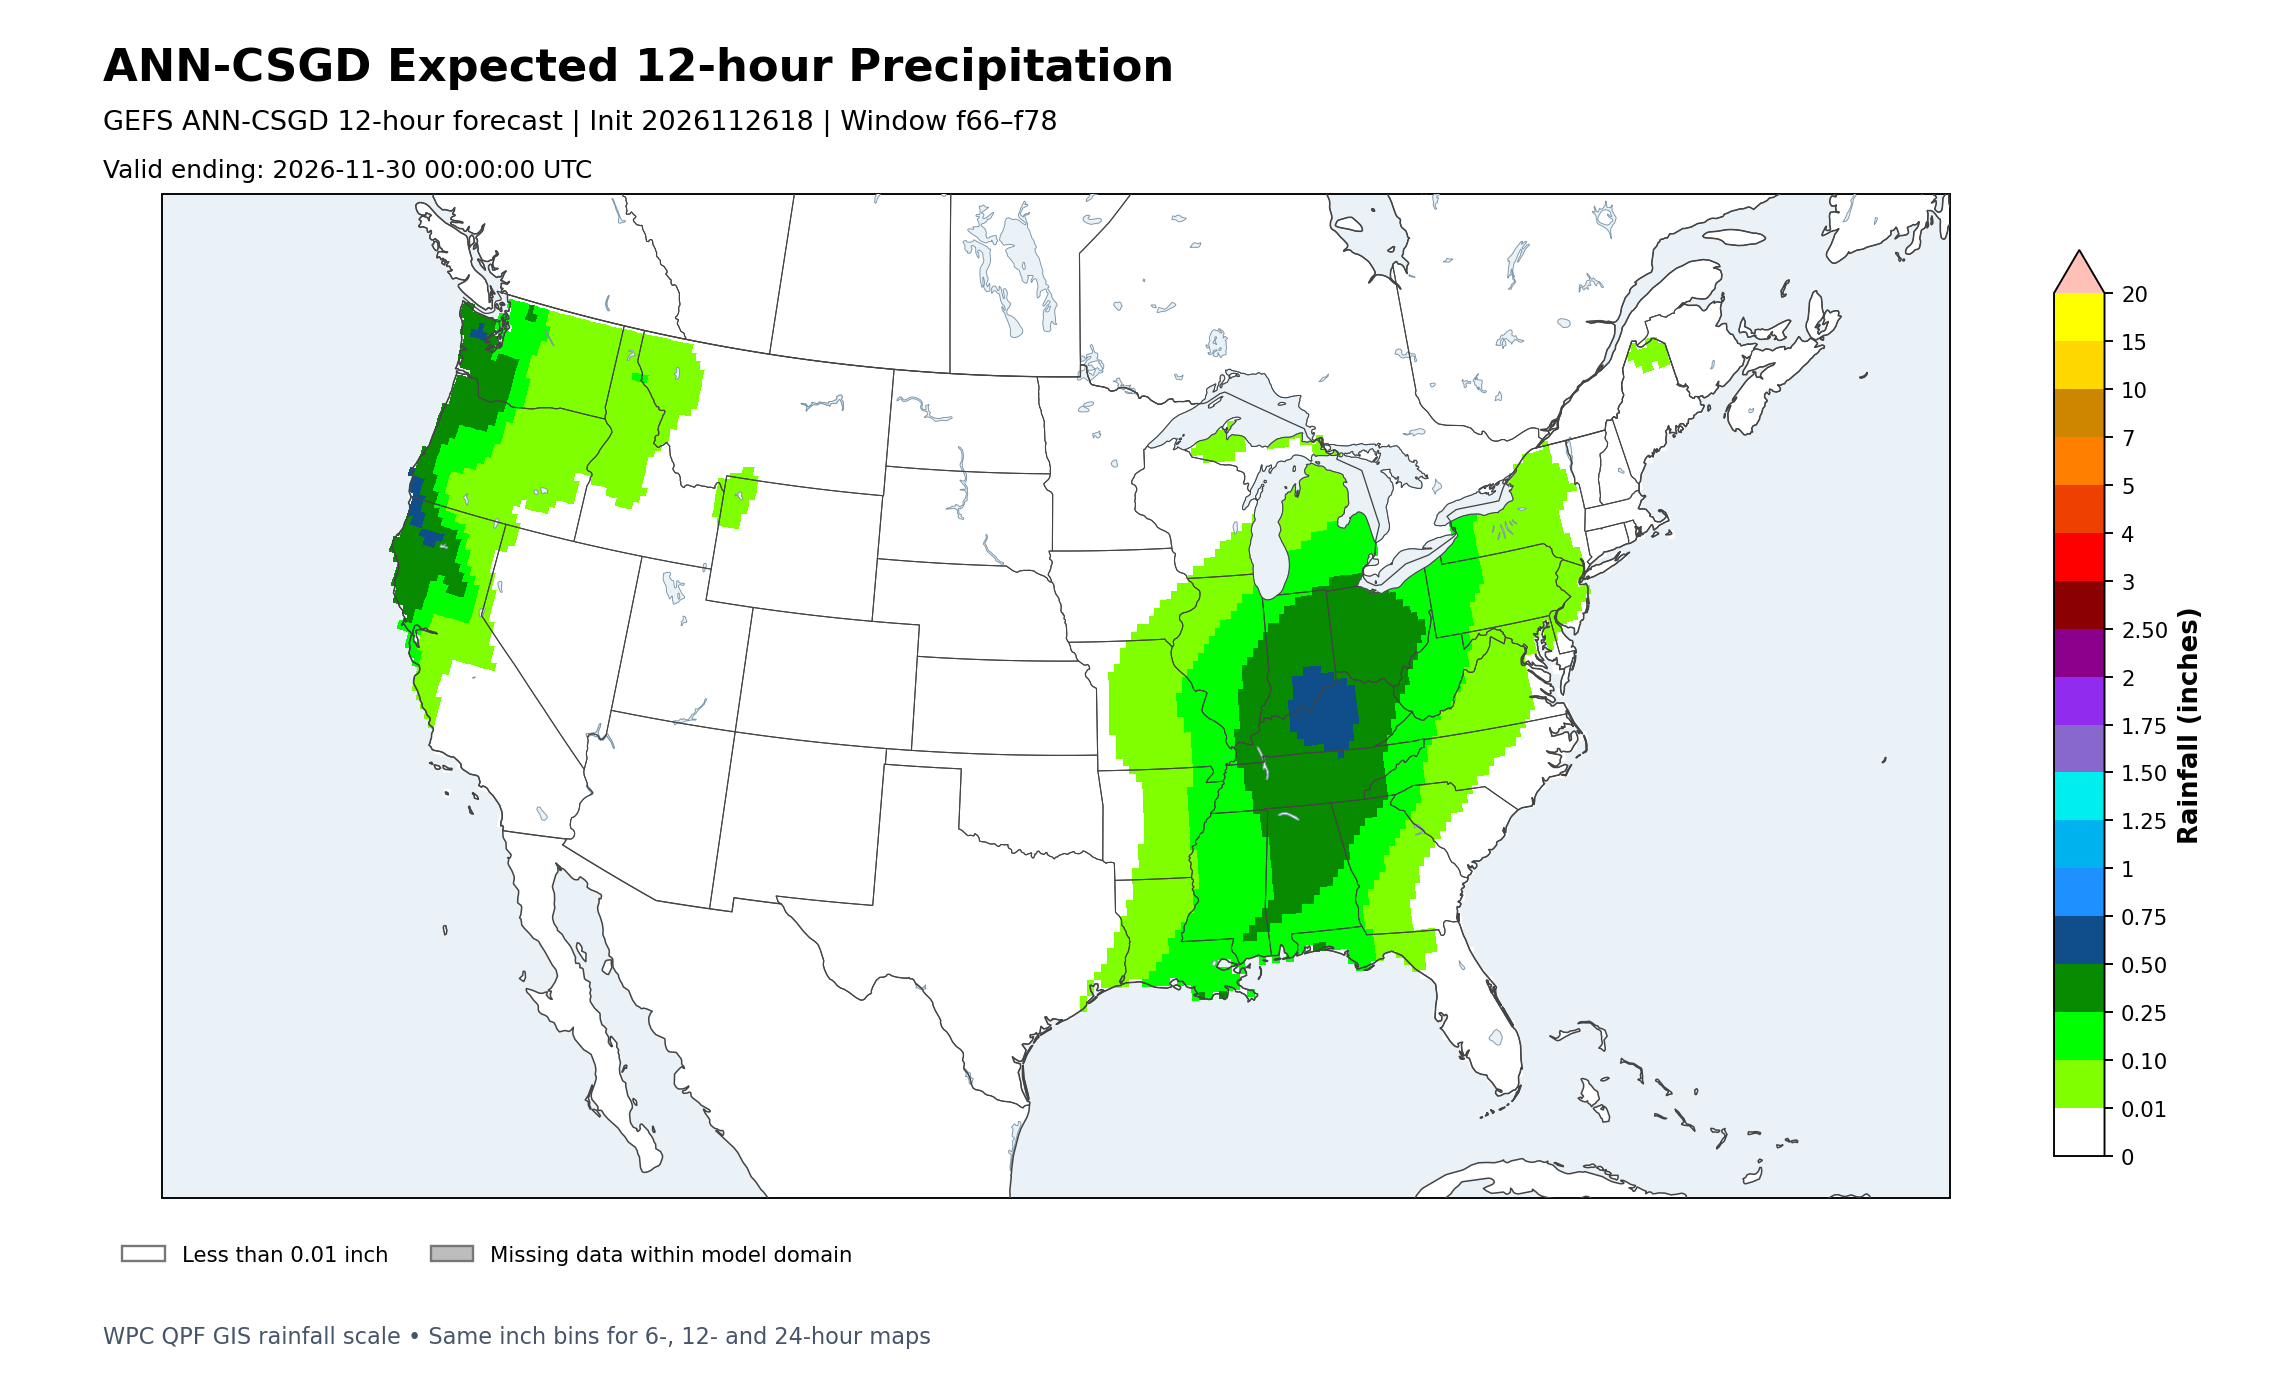 ANN-CSGD Expected 12-hour Precipitation
GEFS ANN-CSGD 12-hour forecast | Init 2026112618 | Window f66–f78
Valid ending: 2026-11-30 00:00:00 UTC
20
15
10
7
5
4
3
2.50
2
1.75
1.50
1.25
1
0.75
0.50
0.25
0.10
0.01
0
Rainfall (inches)
Less than 0.01 inch
Missing data within model domain
WPC QPF GIS rainfall scale • Same inch bins for 6-, 12- and 24-hour maps